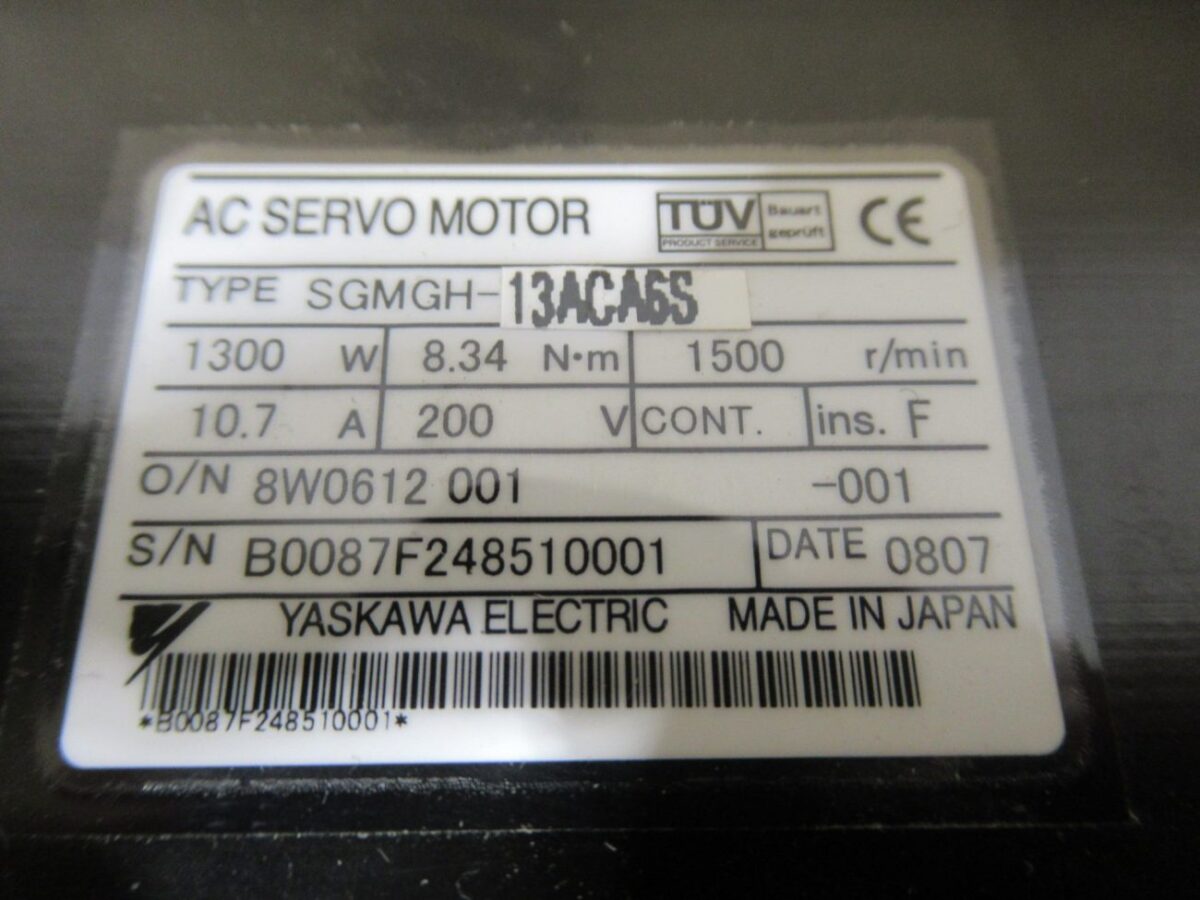 AC SERVO MOTOR TÜV PRODUCT SERVICE Bauart geprüft CE
TYPE SGMGH-13ACA6S
1300 W 8.34 N·m 1500 r/min
10.7 A 200 V CONT. ins. F
O/N 8W0612 001 -001
S/N B0087F248510001 DATE 0807
YASKAWA ELECTRIC MADE IN JAPAN
*B0087F248510001*